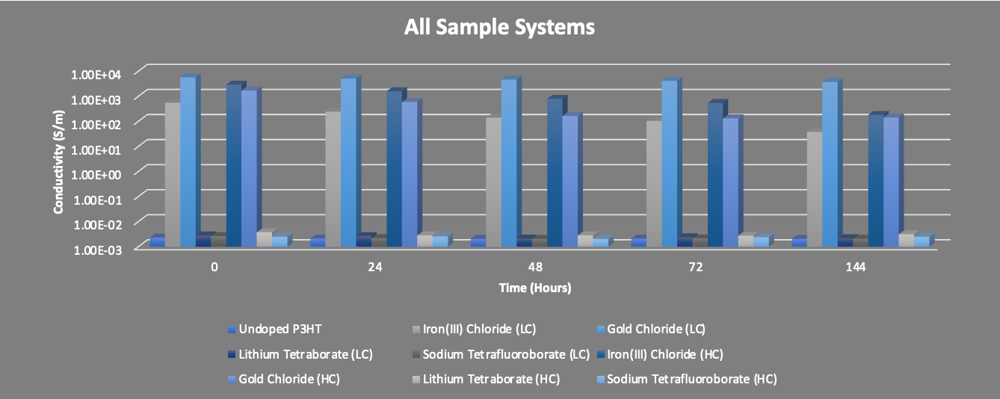 All Sample Systems
1.00E+04
1.00E+03
1.00E+02
1.00E+01
1.00E+00
1.00E-01
1.00E-02
1.00E-03
Conductivity (S/m)
0 24 48 72 144
Time (Hours)
Undoped P3HT Iron(III) Chloride (LC) Gold Chloride (LC)
Lithium Tetraborate (LC) Sodium Tetrafluoroborate (LC) Iron(III) Chloride (HC)
Gold Chloride (HC) Lithium Tetraborate (HC) Sodium Tetrafluoroborate (HC)